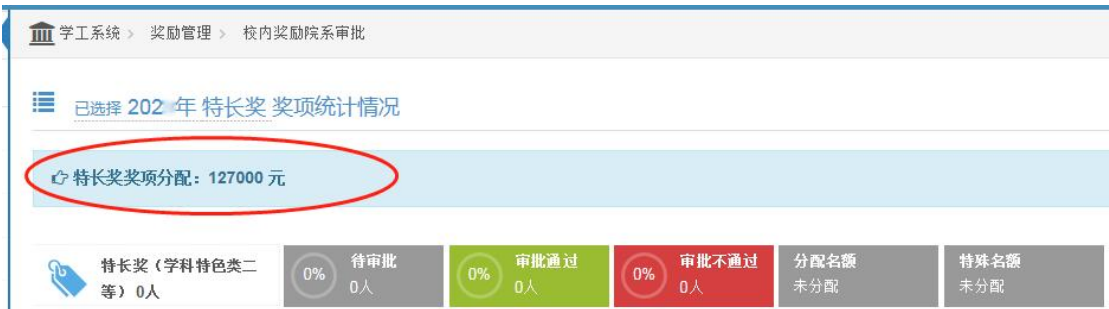 学工系统 > 奖励管理 > 校内奖励院系审批
已选择 202 年 特长奖 奖项统计情况
特长奖奖项分配：127000 元
特长奖（学科特色类二
等）0人
0%
待审批
0人
0%
审批通过
0人
0%
审批不通过
0人
分配名额
未分配
特殊名额
未分配